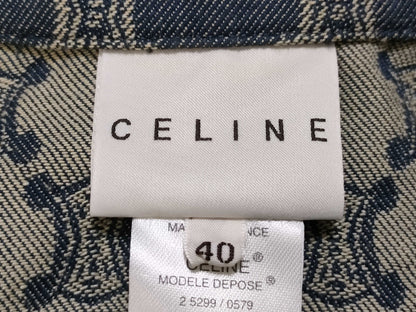 CELINE
40
CELINE
MODELE DEPOSE
2 5299 / 0579